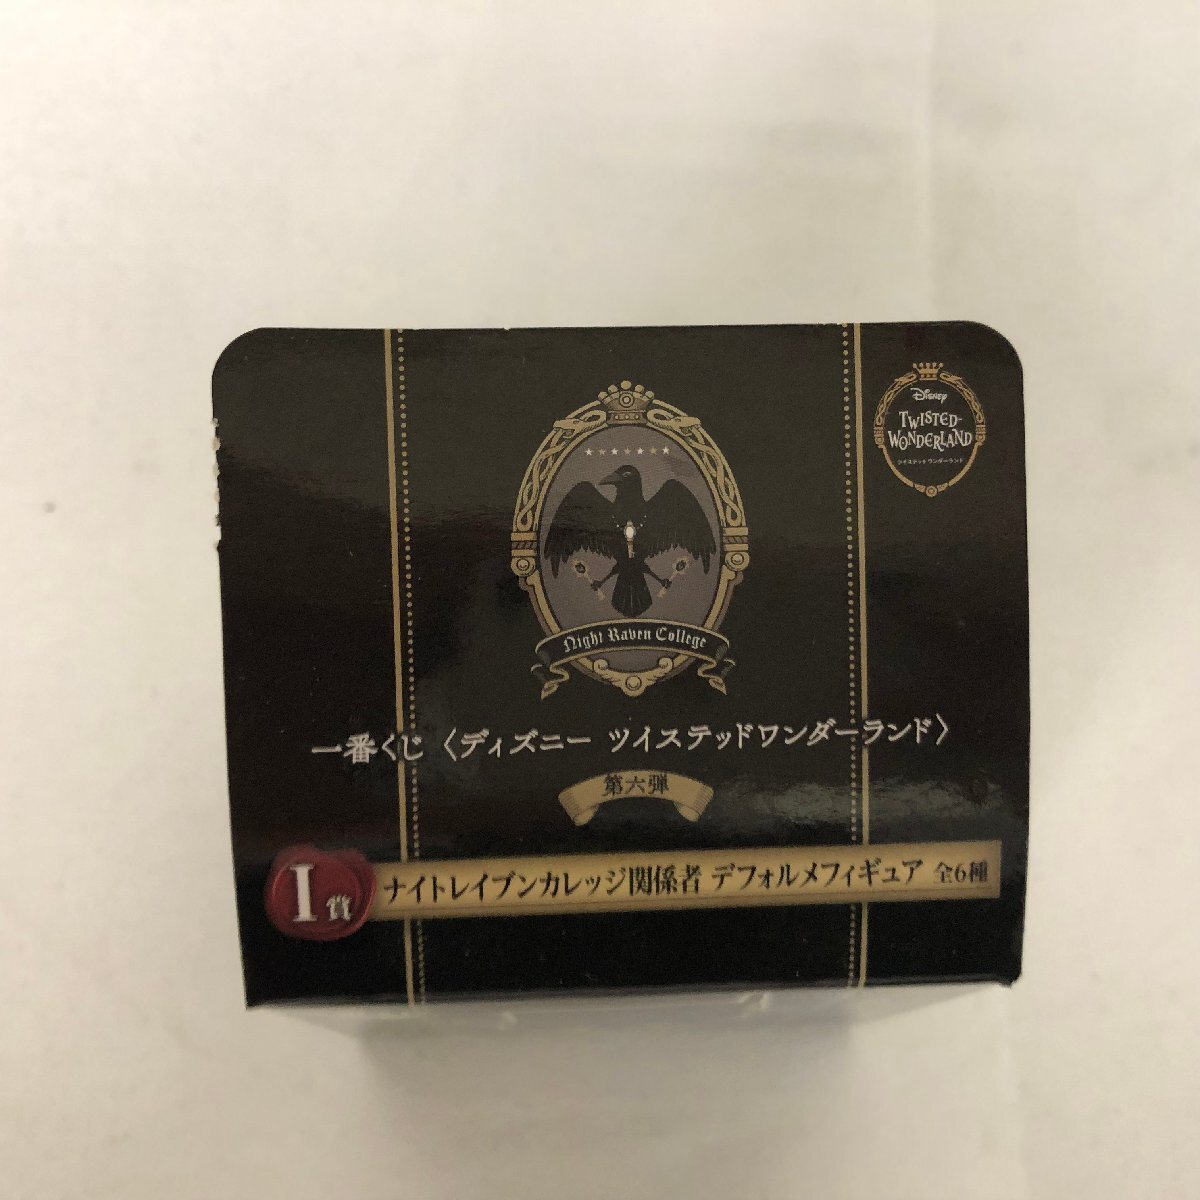 Disney
TWISTED-
WONDERLAND
ツイステッドワンダーランド
Night Raven College
一番くじ〈ディズニー ツイステッドワンダーランド〉
第六弾
I賞 ナイトレイブンカレッジ関係者 デフォルメフィギュア 全6種